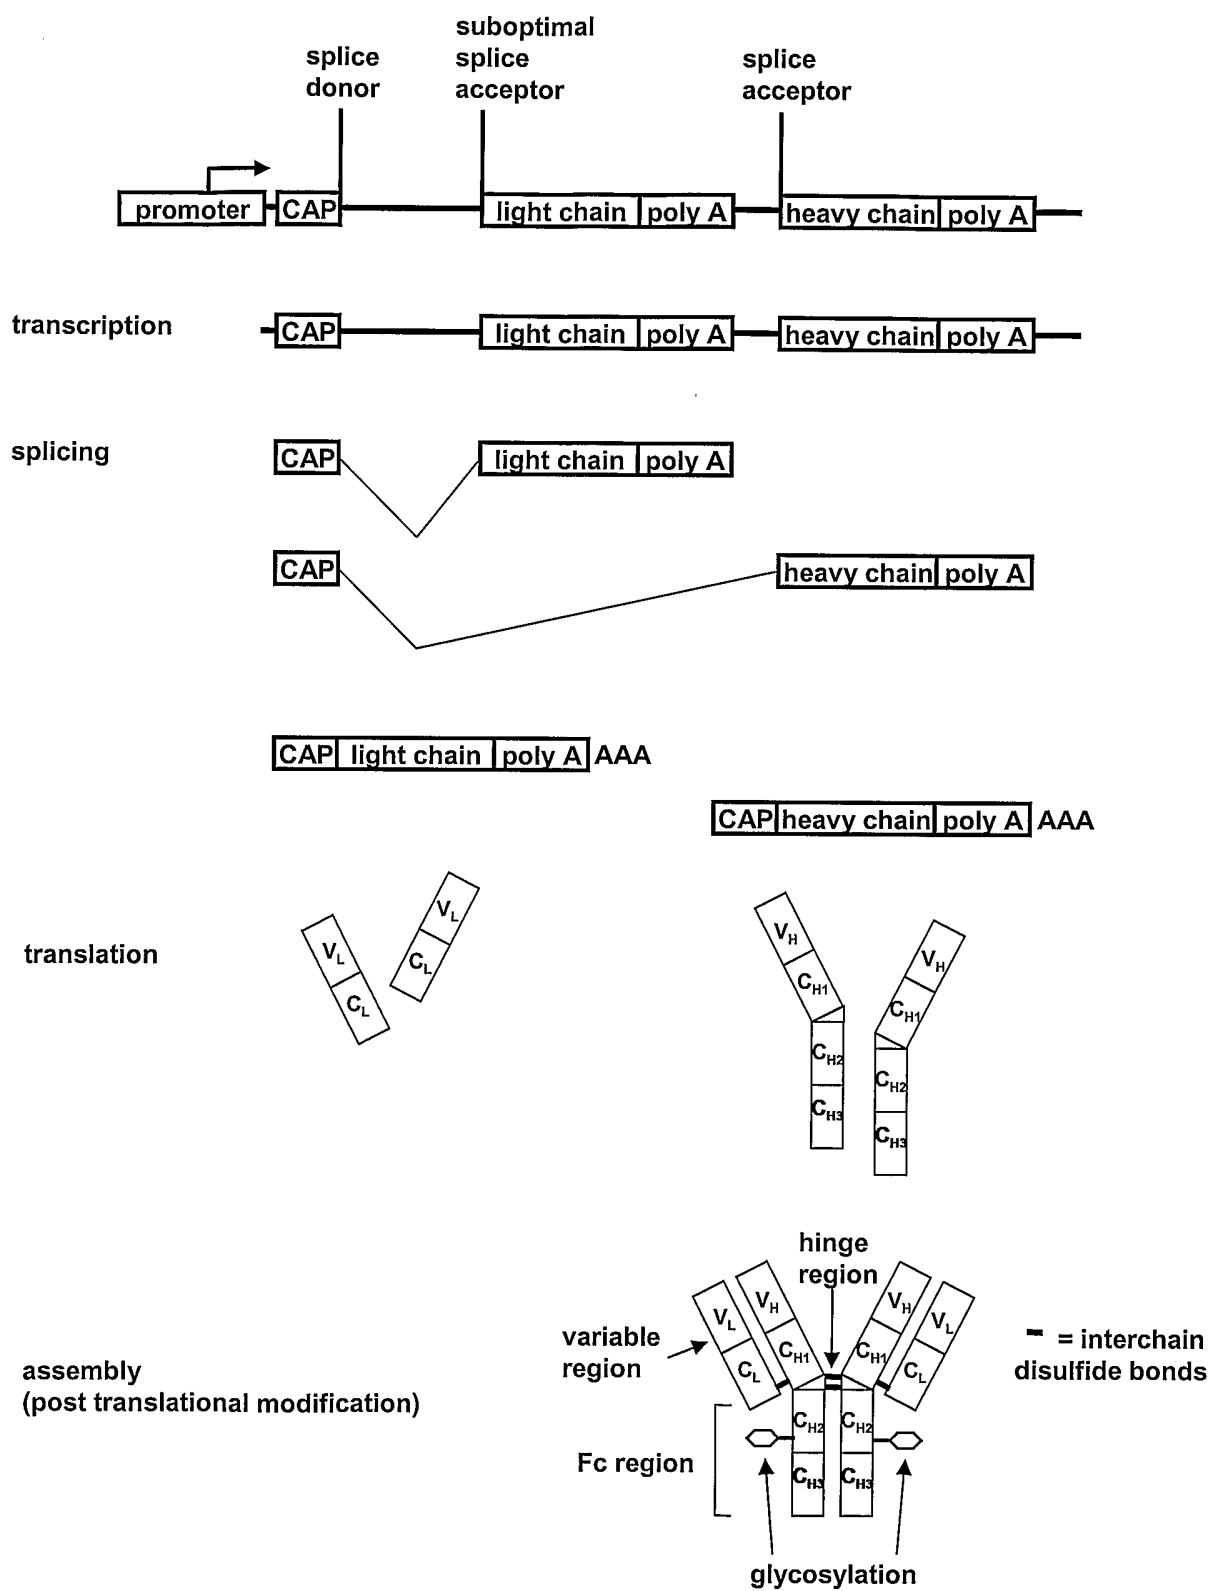 suboptimal
splice
acceptor
splice
donor
splice
acceptor
promoter CAP light chain poly A heavy chain poly A
transcription CAP light chain poly A heavy chain poly A
splicing CAP light chain poly A
CAP heavy chain poly A
CAP light chain poly A AAA
CAP heavy chain poly A AAA
translation
VL
CL
VL
CL
VH
CH1
CH2
CH3
VH
CH1
CH2
CH3
hinge
region
variable
region
VL
CL
VH
CH1
VH
CH1
VL
CL
CH2
CH3
CH2
CH3
= interchain
disulfide bonds
assembly
(post translational modification)
Fc region
glycosylation